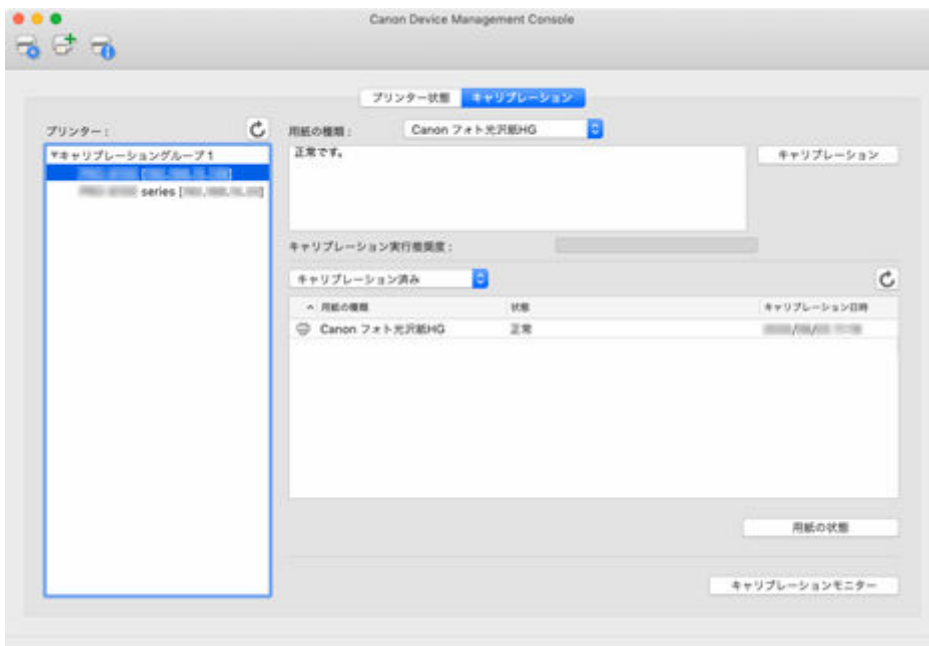 Canon Device Management Console
プリンター状態 キャリブレーション
プリンター:
用紙の種類: Canon フォト光沢紙HG
▼キャリブレーショングループ1
series
正常です。
キャリブレーション
キャリブレーション実行推奨度:
キャリブレーション済み
用紙の種類 状態 キャリブレーション日時
Canon フォト光沢紙HG 正常
用紙の状態
キャリブレーションモニター